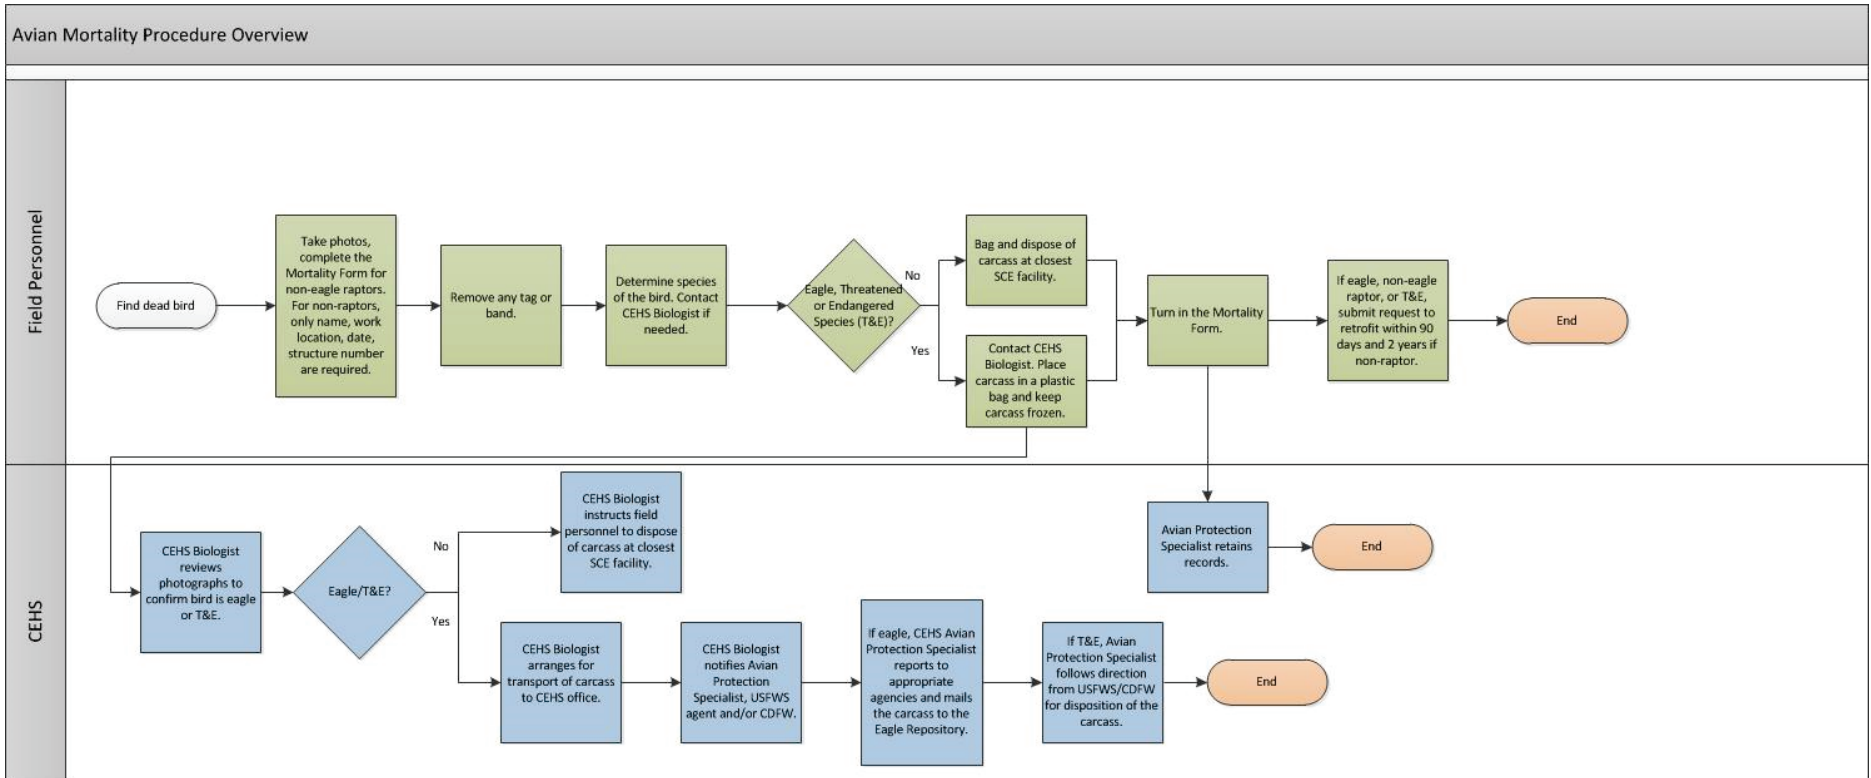 Avian Mortality Procedure Overview
Field Personnel
Find dead bird
Take photos,
complete the
Mortality Form for
non-eagle raptors.
For non-raptors,
only name, work
location, date,
structure number
are required.
Remove any tag or
band.
Determine species
of the bird. Contact
CEHS Biologist if
needed.
Eagle, Threatened
or Endangered
Species (T&E)?
No
Yes
Bag and dispose of
carcass at closest
SCE facility.
Contact CEHS
Biologist. Place
carcass in a plastic
bag and keep
carcass frozen.
Turn in the Mortality
Form.
If eagle, non-eagle
raptor, or T&E,
submit request to
retrofit within 90
days and 2 years if
non-raptor.
End
CEHS
CEHS Biologist
reviews
photographs to
confirm bird is eagle
or T&E.
Eagle/T&E?
No
Yes
CEHS Biologist
instructs field
personnel to dispose
of carcass at closest
SCE facility.
CEHS Biologist
arranges for
transport of carcass
to CEHS office.
CEHS Biologist
notifies Avian
Protection
Specialist, USFWS
agent and/or CDFW.
If eagle, CEHS Avian
Protection Specialist
reports to
appropriate
agencies and mails
the carcass to the
Eagle Repository.
If T&E, Avian
Protection Specialist
follows direction
from USFWS/CDFW
for disposition of the
carcass.
End
Avian Protection
Specialist retains
records.
End